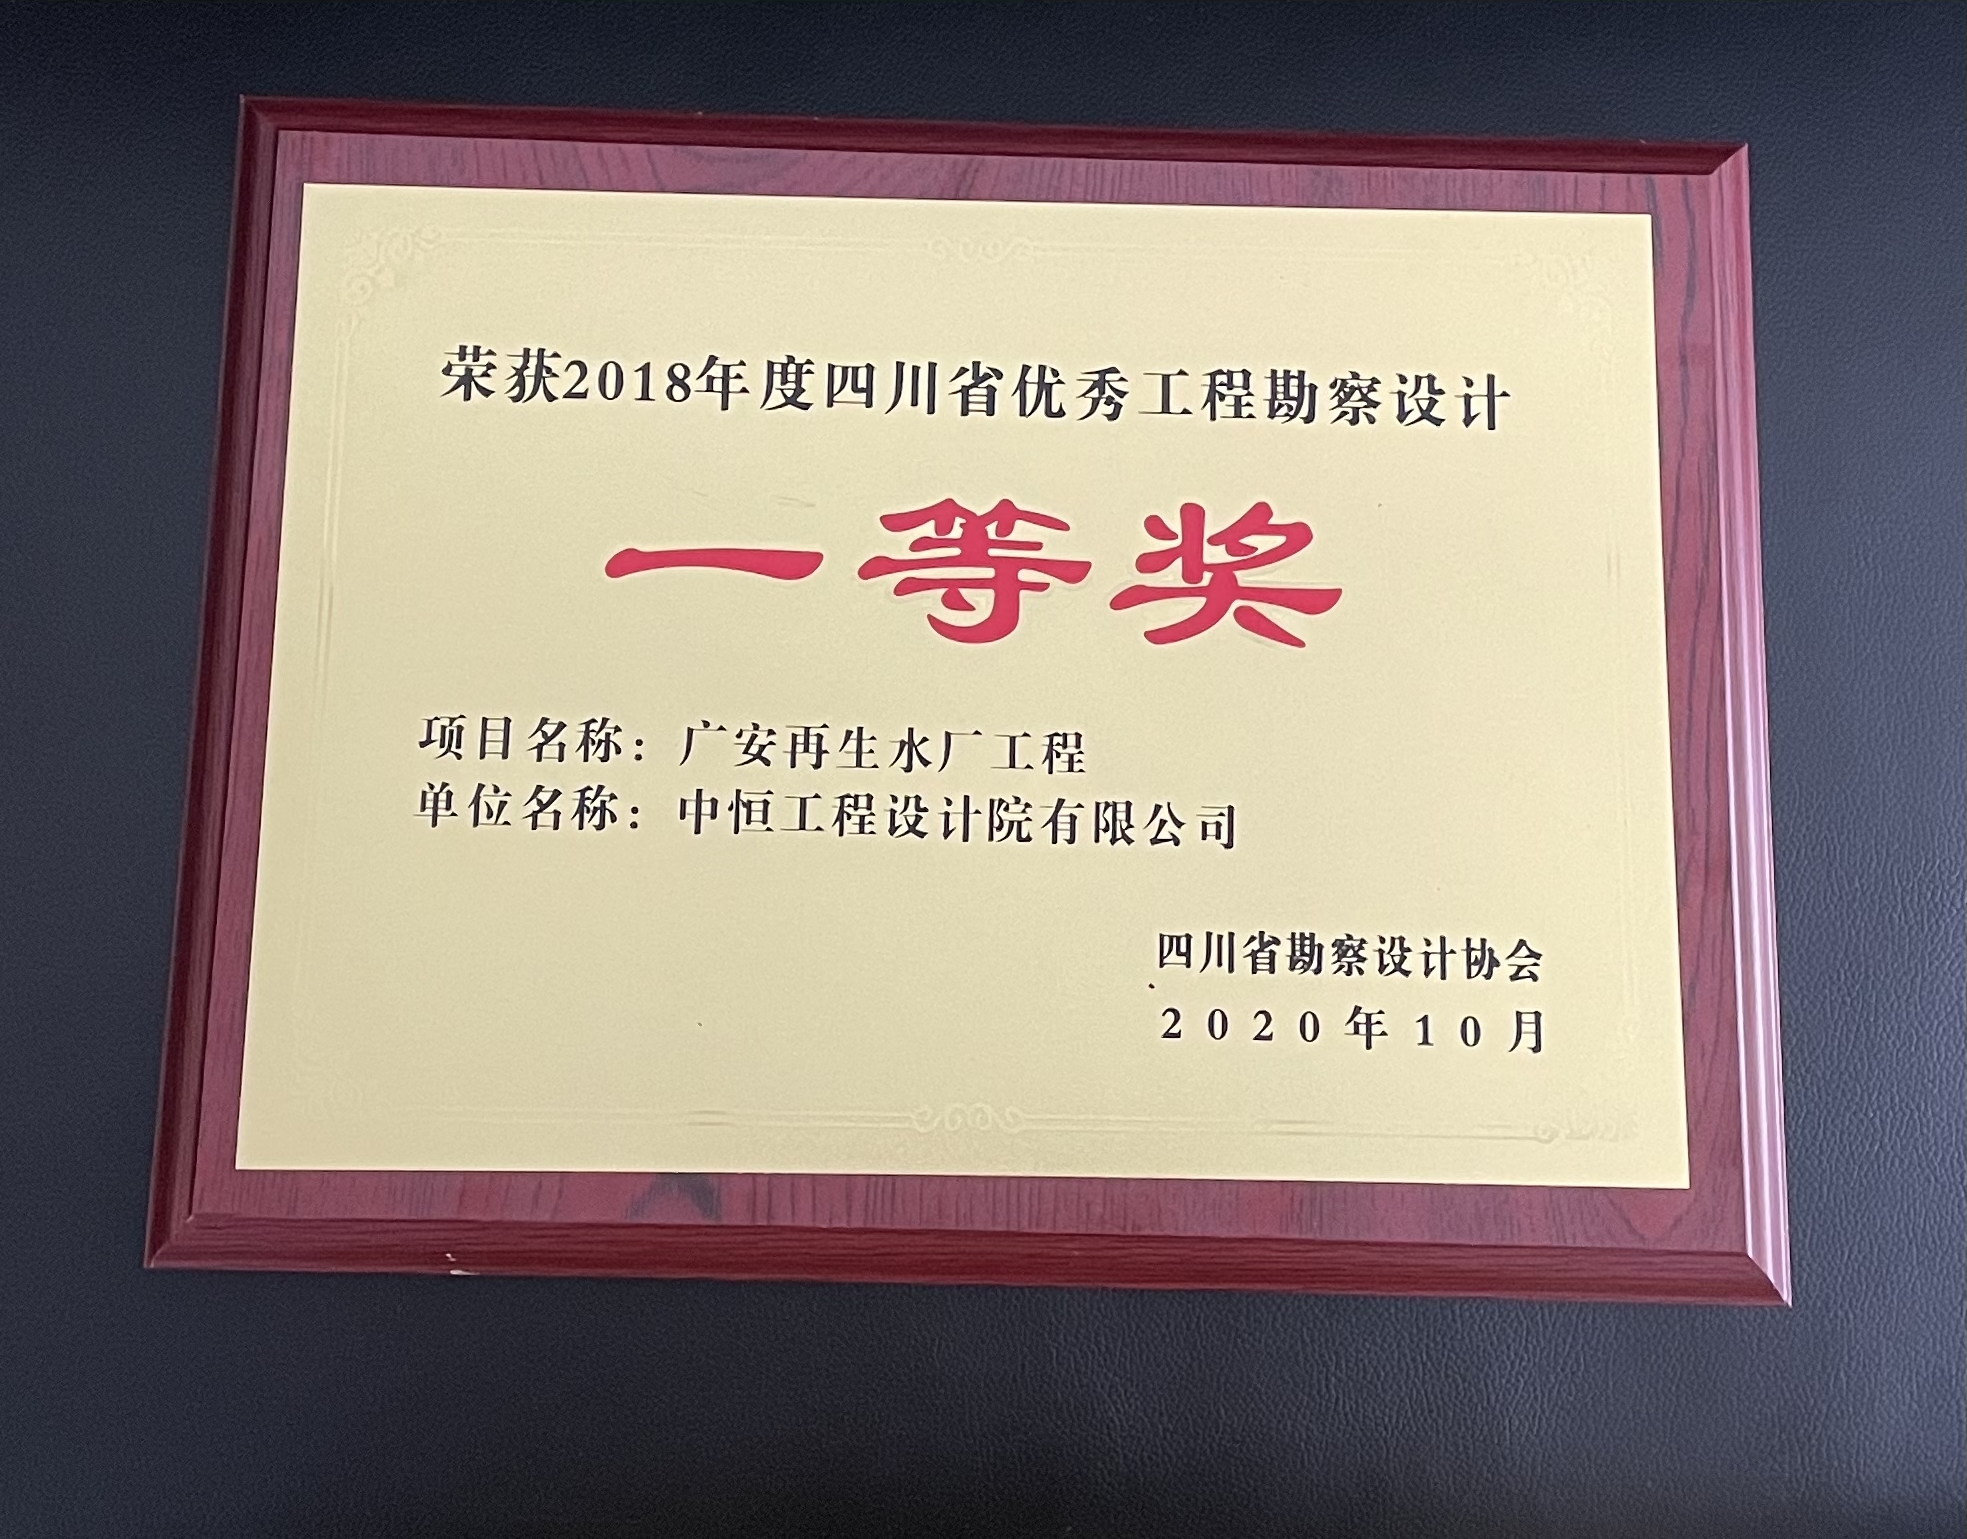 荣获2018年度四川省优秀工程勘察设计
一等奖
项目名称：广安再生水厂工程
单位名称：中恒工程设计院有限公司
四川省勘察设计协会
2020年10月